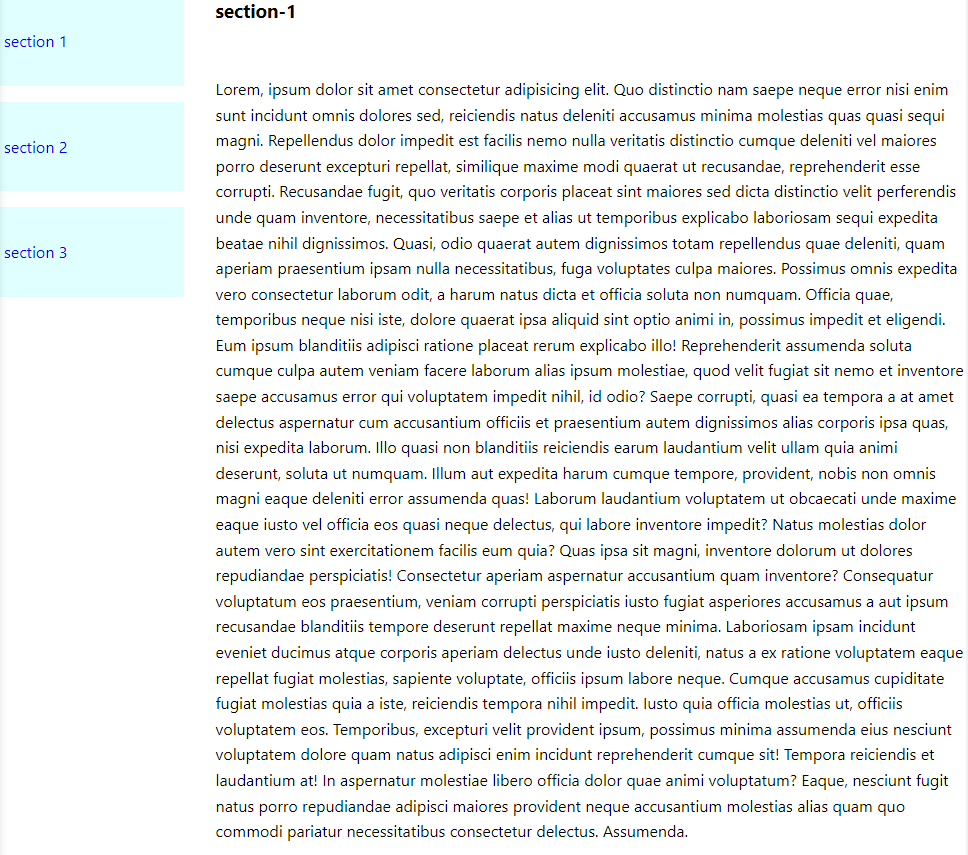 section 1
section 2
section 3
section-1
Lorem, ipsum dolor sit amet consectetur adipisicing elit. Quo distinctio nam saepe neque error nisi enim
sunt incidunt omnis dolores sed, reiciendis natus deleniti accusamus minima molestias quas quasi sequi
magni. Repellendus dolor impedit est facilis nemo nulla veritatis distinctio cumque deleniti vel maiores
porro deserunt excepturi repellat, similique maxime modi quaerat ut recusandae, reprehenderit esse
corrupti. Recusandae fugit, quo veritatis corporis placeat sint maiores sed dicta distinctio velit perferendis
unde quam inventore, necessitatibus saepe et alias ut temporibus explicabo laboriosam sequi expedita
beatae nihil dignissimos. Quasi, odio quaerat autem dignissimos totam repellendus quae deleniti, quam
aperiam praesentium ipsam nulla necessitatibus, fuga voluptates culpa maiores. Possimus omnis expedita
vero consectetur laborum odit, a harum natus dicta et officia soluta non numquam. Officia quae,
temporibus neque nisi iste, dolore quaerat ipsa aliquid sint optio animi in, possimus impedit et eligendi.
Eum ipsum blanditiis adipisci ratione placeat rerum explicabo illo! Reprehenderit assumenda soluta
cumque culpa autem veniam facere laborum alias ipsum molestiae, quod velit fugiat sit nemo et inventore
saepe accusamus error qui voluptatem impedit nihil, id odio? Saepe corrupti, quasi ea tempora a at amet
delectus aspernatur cum accusantium officiis et praesentium autem dignissimos alias corporis ipsa quas,
nisi expedita laborum. Illo quasi non blanditiis reiciendis earum laudantium velit ullam quia animi
deserunt, soluta ut numquam. Illum aut expedita harum cumque tempore, provident, nobis non omnis
magni eaque deleniti error assumenda quas! Laborum laudantium voluptatem ut obcaecati unde maxime
eaque iusto vel officia eos quasi neque delectus, qui labore inventore impedit? Natus molestias dolor
autem vero sint exercitationem facilis eum quia? Quas ipsa sit magni, inventore dolorum ut dolores
repudiandae perspiciatis! Consectetur aperiam aspernatur accusantium quam inventore? Consequatur
voluptatum eos praesentium, veniam corrupti perspiciatis iusto fugiat asperiores accusamus a aut ipsum
recusandae blanditiis tempore deserunt repellat maxime neque minima. Laboriosam ipsam incidunt
eveniet ducimus atque corporis aperiam delectus unde iusto deleniti, natus a ex ratione voluptatem eaque
repellat fugiat molestias, sapiente voluptate, officiis ipsum labore neque. Cumque accusamus cupiditate
fugiat molestias quia a iste, reiciendis tempora nihil impedit. Iusto quia officia molestias ut, officiis
voluptatem eos. Temporibus, excepturi velit provident ipsum, possimus minima assumenda eius nesciunt
voluptatem dolore quam natus adipisci enim incidunt reprehenderit cumque sit! Tempora reiciendis et
laudantium at! In aspernatur molestiae libero officia dolor quae animi voluptatum? Eaque, nesciunt fugit
natus porro repudiandae adipisci maiores provident neque accusantium molestias alias quam quo
commodi pariatur necessitatibus consectetur delectus. Assumenda.